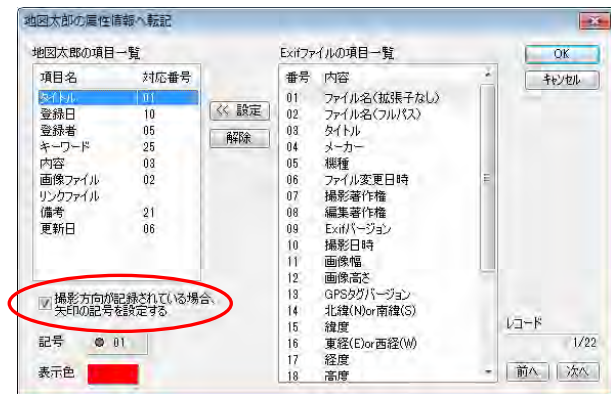 地図太郎の属性情報へ転記
地図太郎の項目一覧
項目名 対応番号
タイトル 01
登録日 10
登録者 05
キーワード 25
内容 03
画像ファイル 02
リンクファイル
備考 21
更新日 06
<< 設定
解除
撮影方向が記録されている場合、
矢印の記号を設定する
記号 01
表示色
Exifファイルの項目一覧
番号 内容
01 ファイル名(拡張子なし)
02 ファイル名(フルパス)
03 タイトル
04 メーカー
05 機種
06 ファイル変更日時
07 撮影著作権
08 編集著作権
09 Exifバージョン
10 撮影日時
11 画像幅
12 画像高さ
13 GPSタグバージョン
14 北緯(N)or南緯(S)
15 緯度
16 東経(E)or西経(W)
17 経度
18 高度
OK
キャンセル
レコード
1/22
前へ 次へ